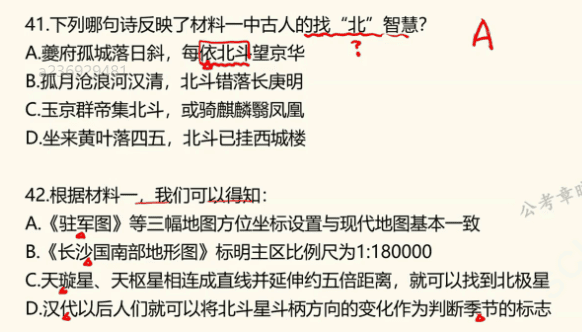 41.下列哪句诗反映了材料一中古人的找“北”智慧？
A
?
A.夔府孤城落日斜，每依北斗望京华
a236929481
B.孤月沧浪河汉清，北斗错落长庚明
C.玉京群帝集北斗，或骑麒麟翳凤凰
D.坐来黄叶落四五，北斗已挂西城楼
42.根据材料一，我们可以得知：
公考章
A.《驻军图》等三幅地图方位坐标设置与现代地图基本一致
B.《长沙国南部地形图》标明主区比例尺为1:180000
C.天璇星、天枢星相连成直线并延伸约五倍距离，就可以找到北极星
D.汉代以后人们就可以将北斗星斗柄方向的变化作为判断季节的标志